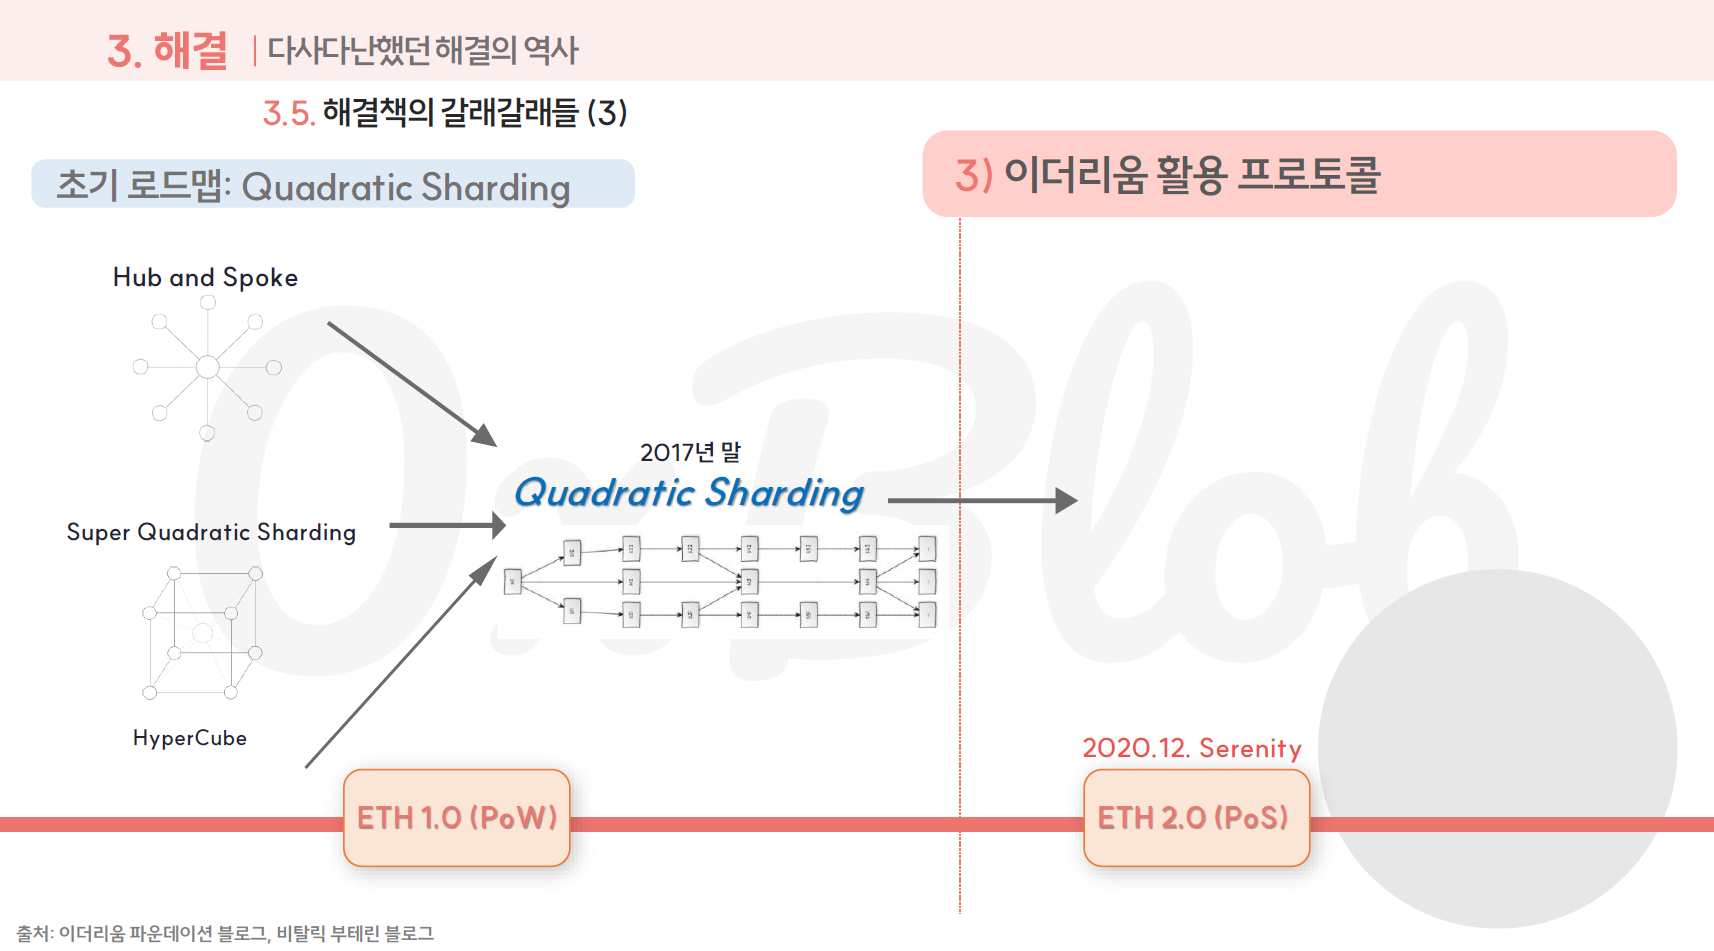 3. 해결 | 다사다난했던 해결의 역사
3.5. 해결책의 갈래갈래들 (3)
초기 로드맵: Quadratic Sharding
3) 이더리움 활용 프로토콜
Hub and Spoke
Super Quadratic Sharding
HyperCube
2017년 말
Quadratic Sharding
2020.12. Serenity
ETH 1.0 (PoW)
ETH 2.0 (PoS)
출처: 이더리움 파운데이션 블로그, 비탈릭 부테린 블로그